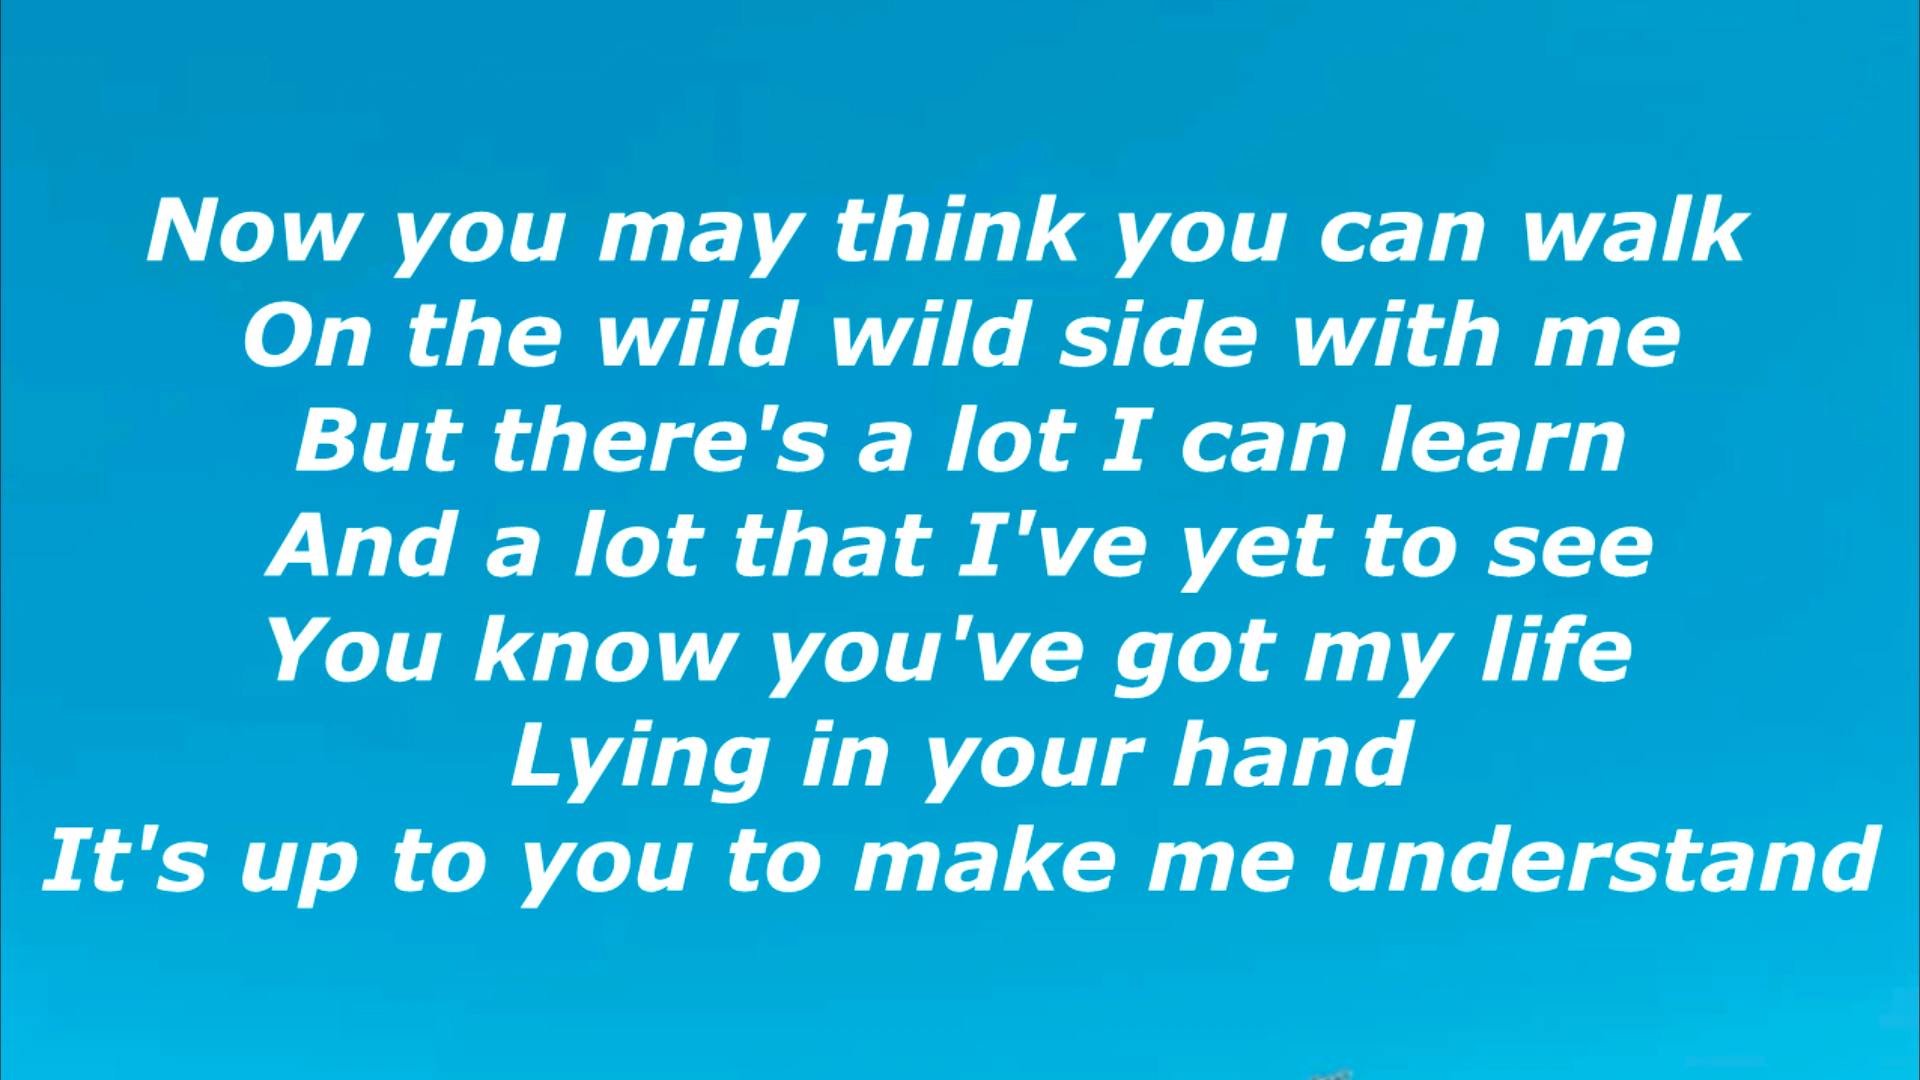 Now you may think you can walk
On the wild wild side with me
But there's a lot I can learn
And a lot that I've yet to see
You know you've got my life
Lying in your hand
It's up to you to make me understand